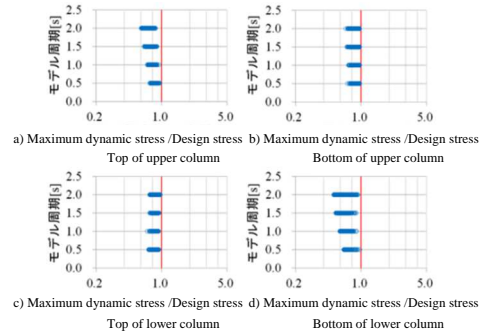 2.5 2.5
2.0 2.0
1.5 1.5
1.0 1.0
0.5 0.5
0.0 0.0
モデル周期[s] モデル周期[s]
0.2 1.0 5.0 0.2 1.0 5.0
a) Maximum dynamic stress /Design stress b) Maximum dynamic stress /Design stress
Top of upper column Bottom of upper column
2.5 2.5
2.0 2.0
1.5 1.5
1.0 1.0
0.5 0.5
0.0 0.0
モデル周期[s] モデル周期[s]
0.2 1.0 5.0 0.2 1.0 5.0
c) Maximum dynamic stress /Design stress d) Maximum dynamic stress /Design stress
Top of lower column Bottom of lower column